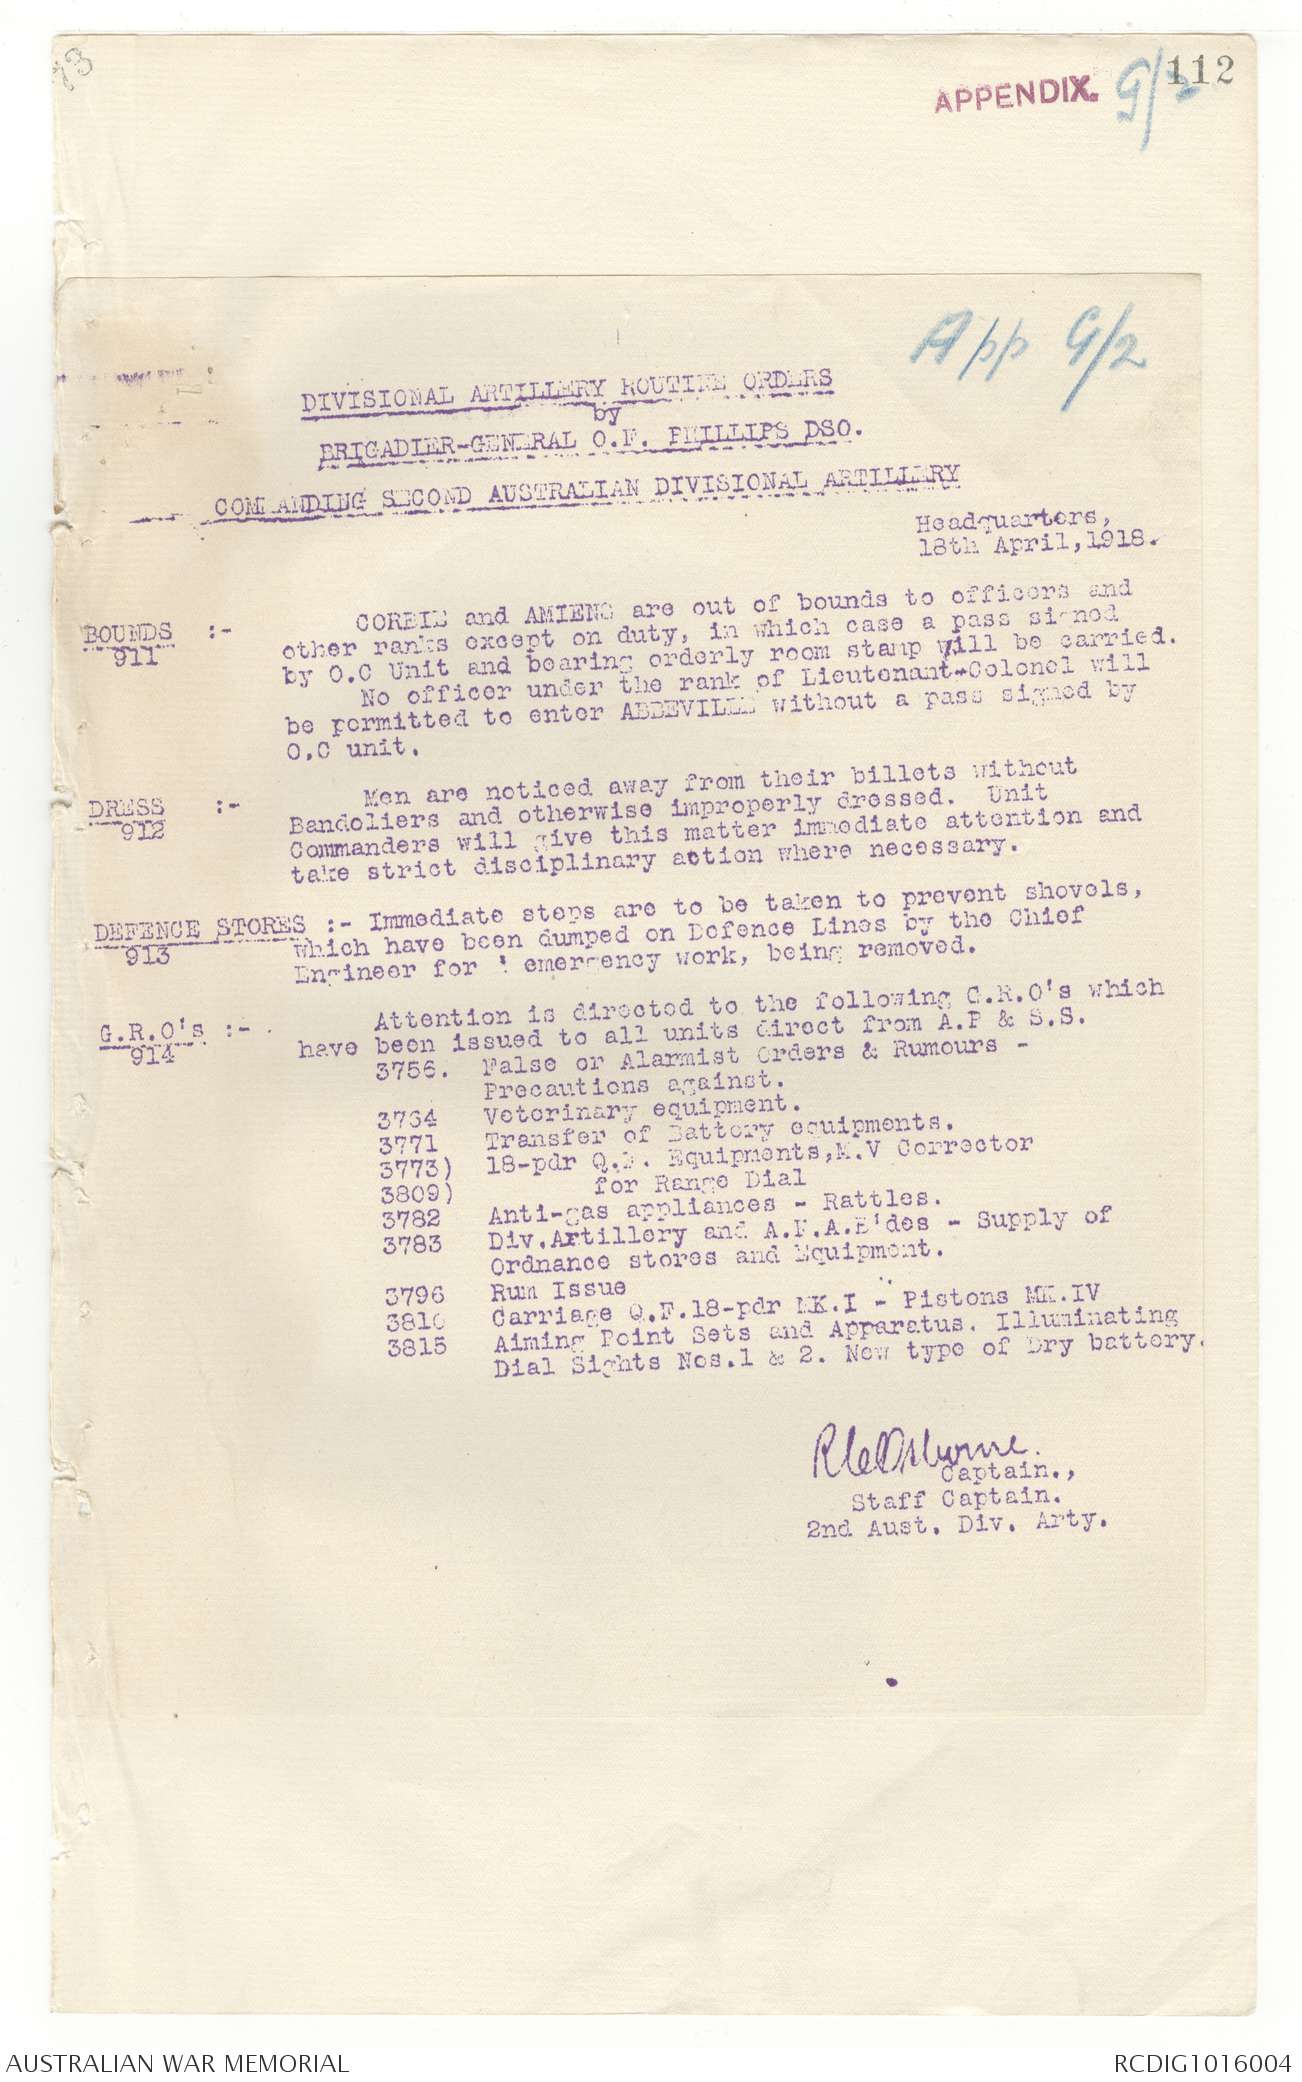 73
APPENDIX. G/2
112
App G/2
DIVISIONAL ARTILLERY ROUTINE ORDERS
by
BRIGADIER-GENERAL O.F. PHILLIPS DSO.
COMMANDING SECOND AUSTRALIAN DIVISIONAL ARTILLERY
Headquarters,
18th April,1918.
BOUNDS :- CORBIE and AMIENS are out of bounds to officers and
911 other ranks except on duty, in which case a pass signed
by O.C Unit and bearing orderly room stamp will be carried.
No officer under the rank of Lieutenant-Colonel will
be permitted to enter ABBEVILLE without a pass signed by
O.C unit.
DRESS :- Men are noticed away from their billets without
912 Bandoliers and otherwise improperly dressed. Unit
Commanders will give this matter immediate attention and
take strict disciplinary action where necessary.
DEFENCE STORES :- Immediate steps are to be taken to prevent shovels,
913 which have been dumped on Defence Lines by the Chief
Engineer for ' emergency work, being removed.
G.R.O's :- Attention is directed to the following G.R.O's which
914 have been issued to all units direct from A.P & S.S.
3756. False or Alarmist Orders & Rumours -
Precautions against.
3764 Veterinary equipment.
3771 Transfer of Battery equipments.
3773) 18-pdr Q.F. Equipments,M.V Corrector
3809) for Range Dial
3782 Anti-gas appliances - Rattles.
3783 Div.Artillery and A.F.A.B'des - Supply of
Ordnance stores and Equipment.
3796 Rum Issue
3810 Carriage Q.F.18-pdr MK.I - Pistons MK.IV
3815 Aiming Point Sets and Apparatus. Illuminating
Dial Sights Nos.1 & 2. New type of Dry battery.
Osborne.
Captain.,
Staff Captain.
2nd Aust. Div. Arty.
AUSTRALIAN WAR MEMORIAL
RCDIG1016004